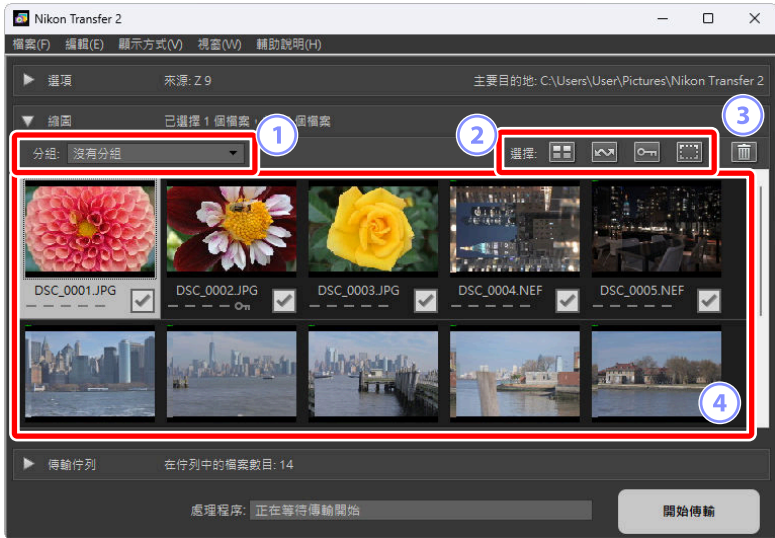 Nikon Transfer 2
檔案(F) 編輯(E) 顯示方式(V) 視窗(W) 輔助說明(H)
選項 來源: Z 9 主要目的地: C:\Users\User\Pictures\Nikon Transfer 2
繪圖 已選擇 1 個檔案, 個檔案
1 2 3
分組: 沒有分組 選擇:
DSC_0001.JPG DSC_0002.JPG DSC_0003.JPG DSC_0004.NEF DSC_0005.NEF
4
傳輸佇列 在佇列中的檔案數目: 14
處理程序: 正在等待傳輸開始 開始傳輸